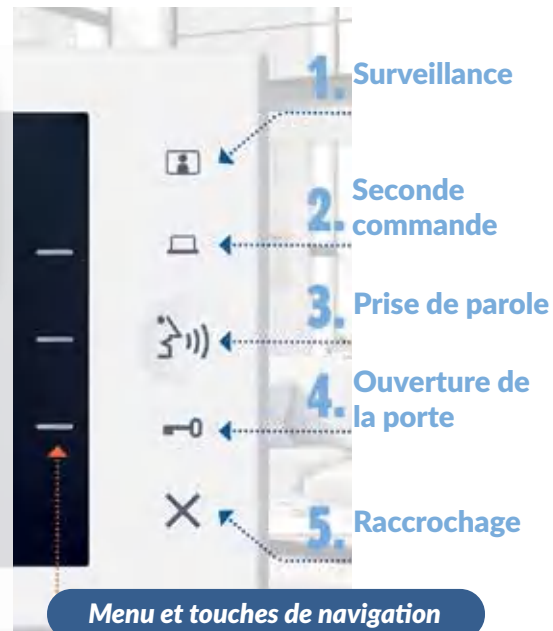 1. Surveillance
2. Seconde
commande
3. Prise de parole
4. Ouverture de
la porte
5. Raccrochage
Menu et touches de navigation